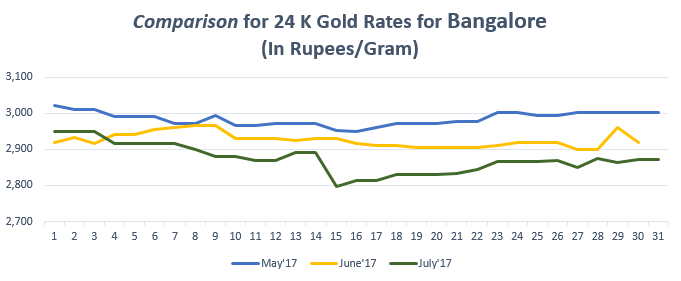 Comparison for 24 K Gold Rates for Bangalore
(In Rupees/Gram)
3,100
3,000
2,900
2,800
2,700
1 2 3 4 5 6 7 8 9 10 11 12 13 14 15 16 17 18 19 20 21 22 23 24 25 26 27 28 29 30 31
May'17 June'17 July'17